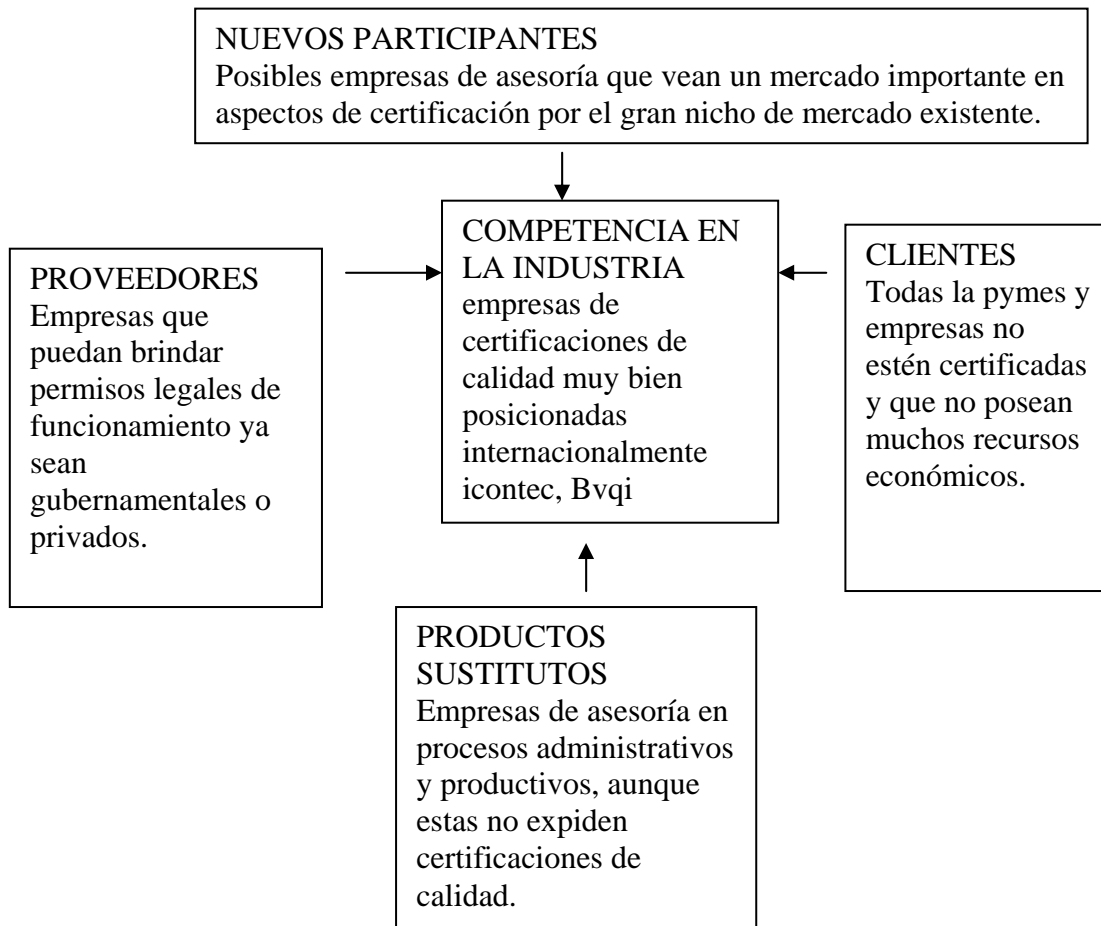 NUEVOS PARTICIPANTES
Posibles empresas de asesoría que vean un mercado importante en
aspectos de certificación por el gran nicho de mercado existente.
PROVEEDORES
Empresas que
puedan brindar
permisos legales de
funcionamiento ya
sean
gubernamentales o
privados.
COMPETENCIA EN
LA INDUSTRIA
empresas de
certificaciones de
calidad muy bien
posicionadas
internacionalmente
icontec, Bvqi
CLIENTES
Todas la pymes y
empresas no
estén certificadas
y que no posean
muchos recursos
económicos.
PRODUCTOS
SUSTITUTOS
Empresas de asesoría en
procesos administrativos
y productivos, aunque
estas no expiden
certificaciones de
calidad.